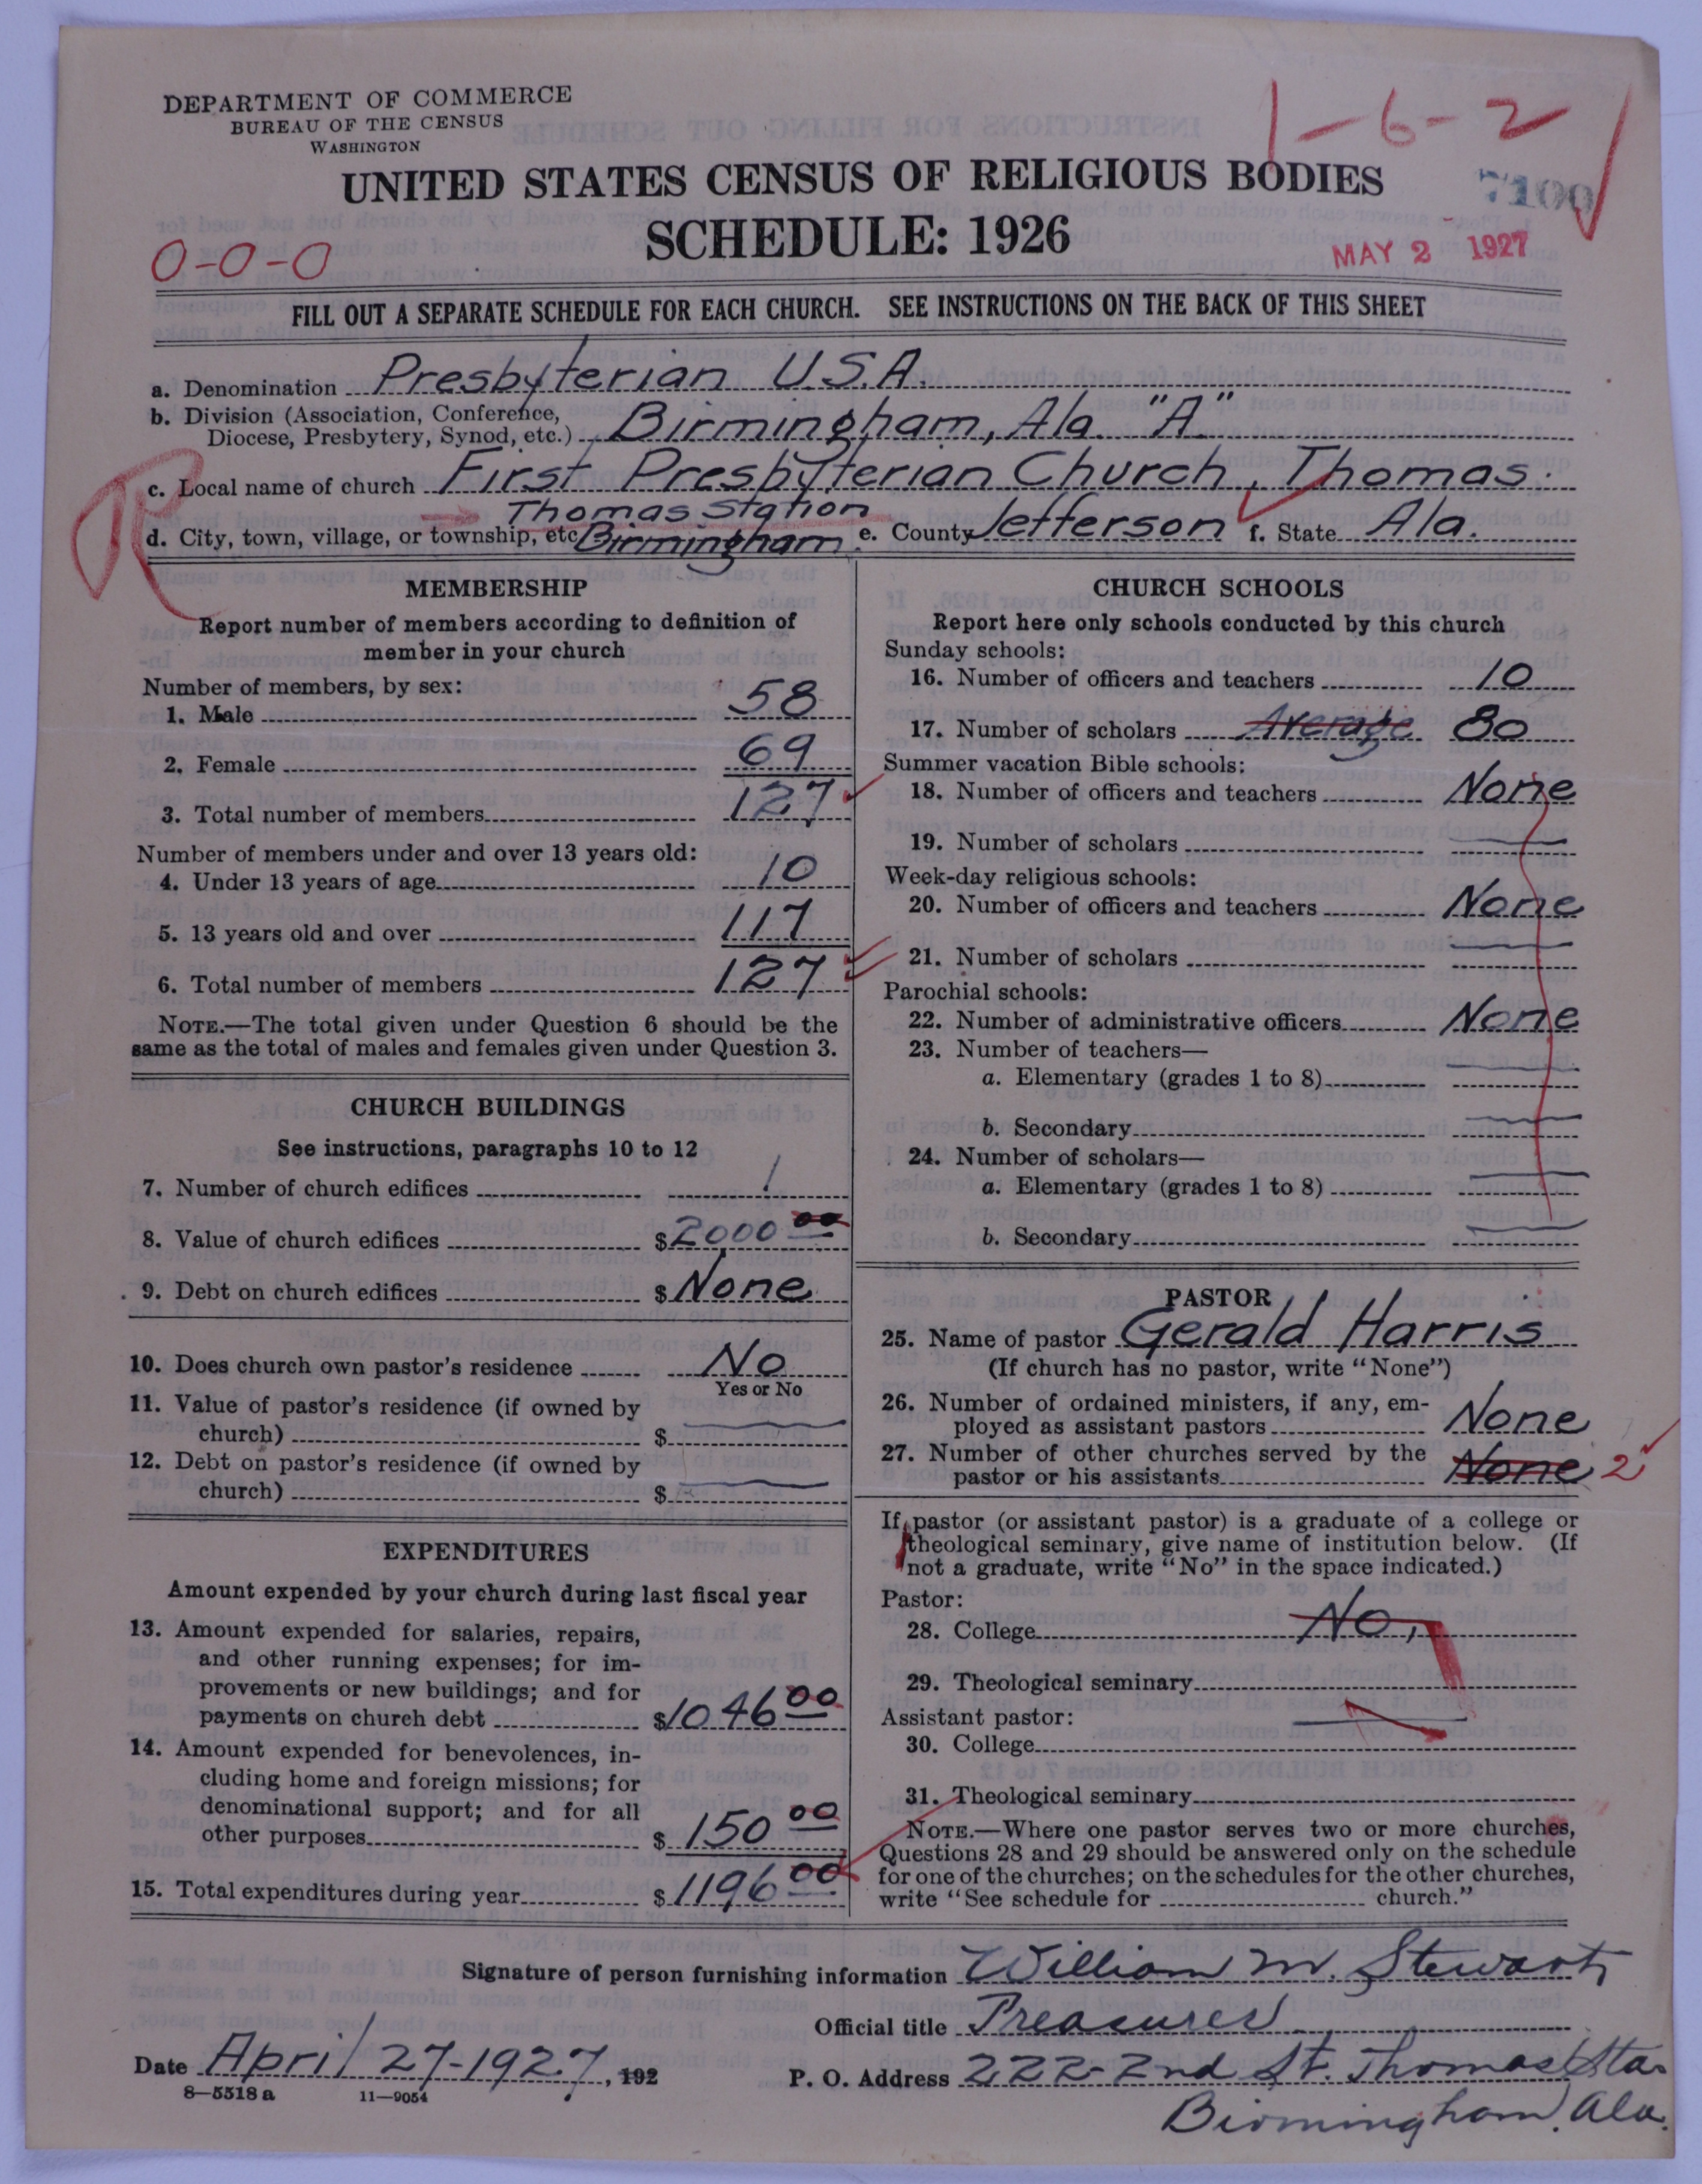 DEPARTMENT OF COMMERCE
BUREAU OF THE CENSUS
WASHINGTON
1-6-2
UNITED STATES CENSUS OF RELIGIOUS BODIES
7100
SCHEDULE: 1926
0-0-0
MAY 2 1927
FILL OUT A SEPARATE SCHEDULE FOR EACH CHURCH. SEE INSTRUCTIONS ON THE BACK OF THIS SHEET
a. Denomination Presbyterian U.S.A.
b. Division (Association, Conference,
Diocese, Presbytery, Synod, etc.) Birmingham, Ala. "A"
R
c. Local name of church First Presbyterian Church, Thomas.
Thomas Station
d. City, town, village, or township, etc Birmingham e. County Jefferson f. State Ala.
MEMBERSHIP
Report number of members according to definition of
member in your church
Number of members, by sex:
1. Male 58
2. Female 69
3. Total number of members 127
Number of members under and over 13 years old:
4. Under 13 years of age 10
5. 13 years old and over 117
6. Total number of members 127
NOTE.—The total given under Question 6 should be the
same as the total of males and females given under Question 3.
CHURCH BUILDINGS
See instructions, paragraphs 10 to 12
7. Number of church edifices 1
8. Value of church edifices $2000 00
9. Debt on church edifices $ None
10. Does church own pastor's residence No
Yes or No
11. Value of pastor's residence (if owned by
church) $
12. Debt on pastor's residence (if owned by
church) $
EXPENDITURES
Amount expended by your church during last fiscal year
13. Amount expended for salaries, repairs,
and other running expenses; for im-
provements or new buildings; and for
payments on church debt $1046 00
14. Amount expended for benevolences, in-
cluding home and foreign missions; for
denominational support; and for all
other purposes $ 150 00
15. Total expenditures during year $1196 00
CHURCH SCHOOLS
Report here only schools conducted by this church
Sunday schools:
16. Number of officers and teachers 10
17. Number of scholars Average 80
Summer vacation Bible schools:
18. Number of officers and teachers None
19. Number of scholars
Week-day religious schools:
20. Number of officers and teachers None
21. Number of scholars
Parochial schools:
22. Number of administrative officers None
23. Number of teachers—
a. Elementary (grades 1 to 8)
b. Secondary
24. Number of scholars—
a. Elementary (grades 1 to 8)
b. Secondary
PASTOR
25. Name of pastor Gerald Harris
(If church has no pastor, write "None")
26. Number of ordained ministers, if any, em-
ployed as assistant pastors None
27. Number of other churches served by the
pastor or his assistants None 2
If pastor (or assistant pastor) is a graduate of a college or
theological seminary, give name of institution below. (If
not a graduate, write "No" in the space indicated.)
Pastor:
28. College No,
29. Theological seminary
Assistant pastor:
30. College
31. Theological seminary
NOTE.—Where one pastor serves two or more churches,
Questions 28 and 29 should be answered only on the schedule
for one of the churches; on the schedules for the other churches,
write "See schedule for church."
Signature of person furnishing information William M. Stewart
Official title Treasurer
Date April 27-1927, 192
P. O. Address 222-2nd St. Thomas Sta.
8—5518 a 11—9054
Birmingham, Ala.